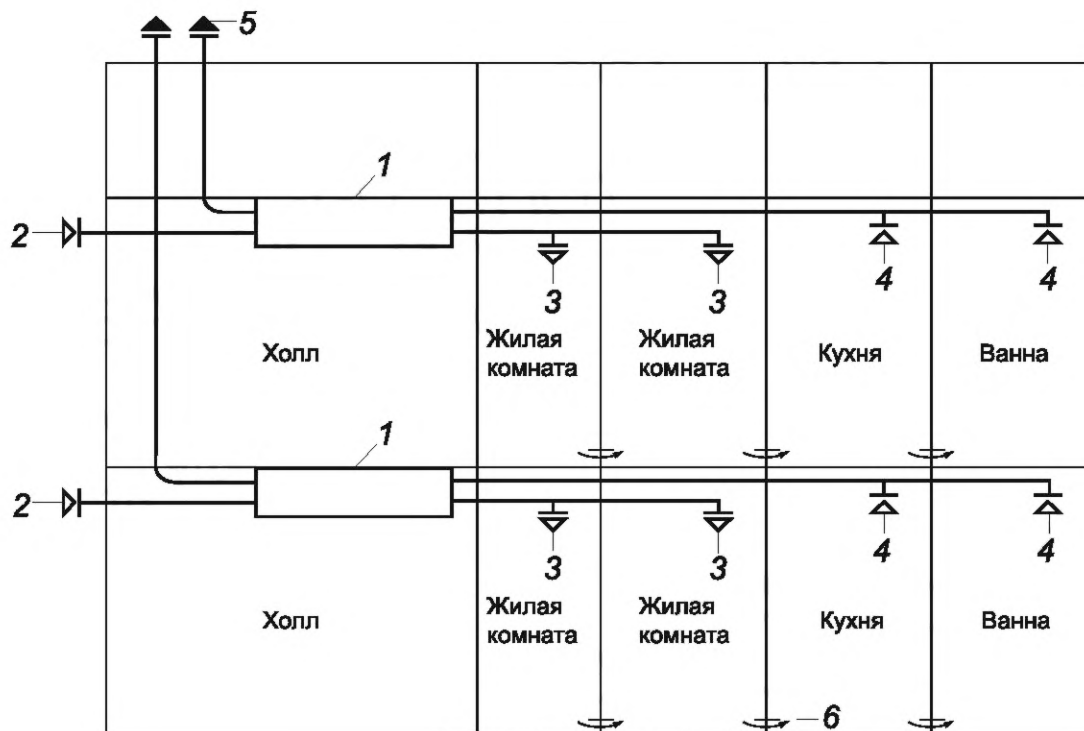 5
1
2
3
3
4
4
Холл
Жилая
комната
Жилая
комната
Кухня
Ванна
1
2
3
3
4
4
Холл
Жилая
комната
Жилая
комната
Кухня
Ванна
6